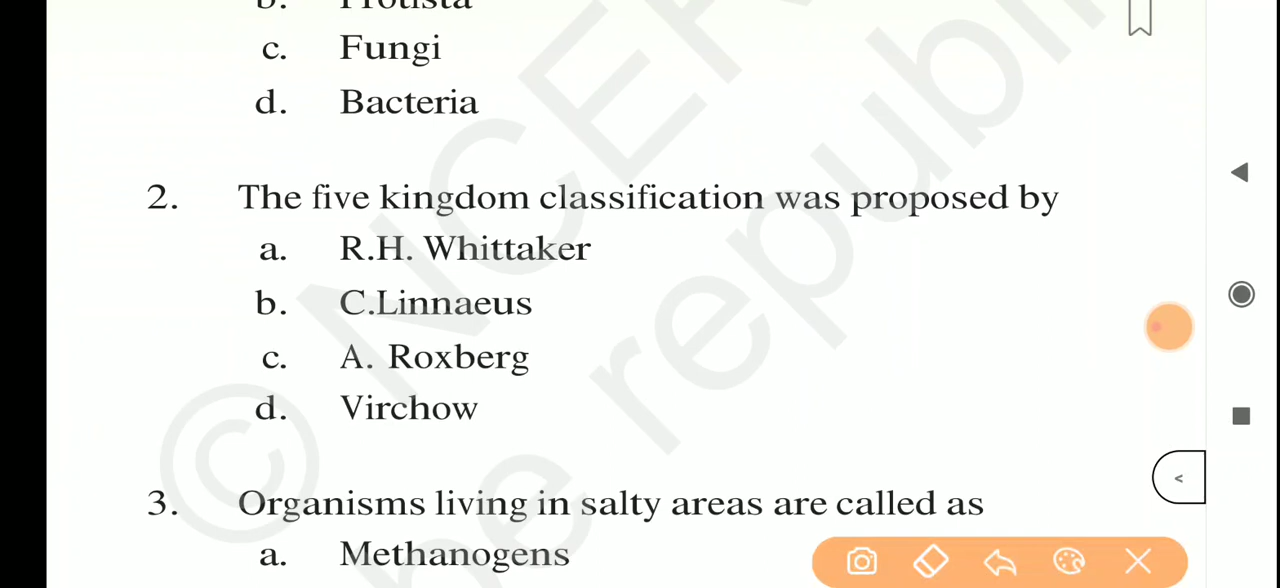 b. Protista
c. Fungi
d. Bacteria
2. The five kingdom classification was proposed by
a. R.H. Whittaker
b. C.Linnaeus
c. A. Roxberg
d. Virchow
3. Organisms living in salty areas are called as
a. Methanogens